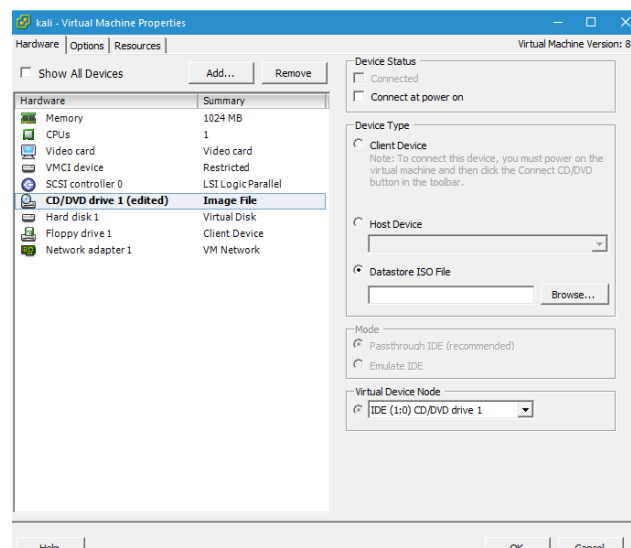 kali - Virtual Machine Properties
Hardware Options Resources
Virtual Machine Version: 8
Show All Devices
Add...
Remove
Hardware Summary
Memory 1024 MB
CPUs 1
Video card Video card
VMCI device Restricted
SCSI controller 0 LSI Logic Parallel
CD/DVD drive 1 (edited) Image File
Hard disk 1 Virtual Disk
Floppy drive 1 Client Device
Network adapter 1 VM Network
Device Status
Connected
Connect at power on
Device Type
Client Device
Note: To connect this device, you must power on the
virtual machine and then click the Connect CD/DVD
button in the toolbar.
Host Device
Datastore ISO File
Browse...
Mode
Passthrough IDE (recommended)
Emulate IDE
Virtual Device Node
IDE (1:0) CD/DVD drive 1
Help
OK
Cancel